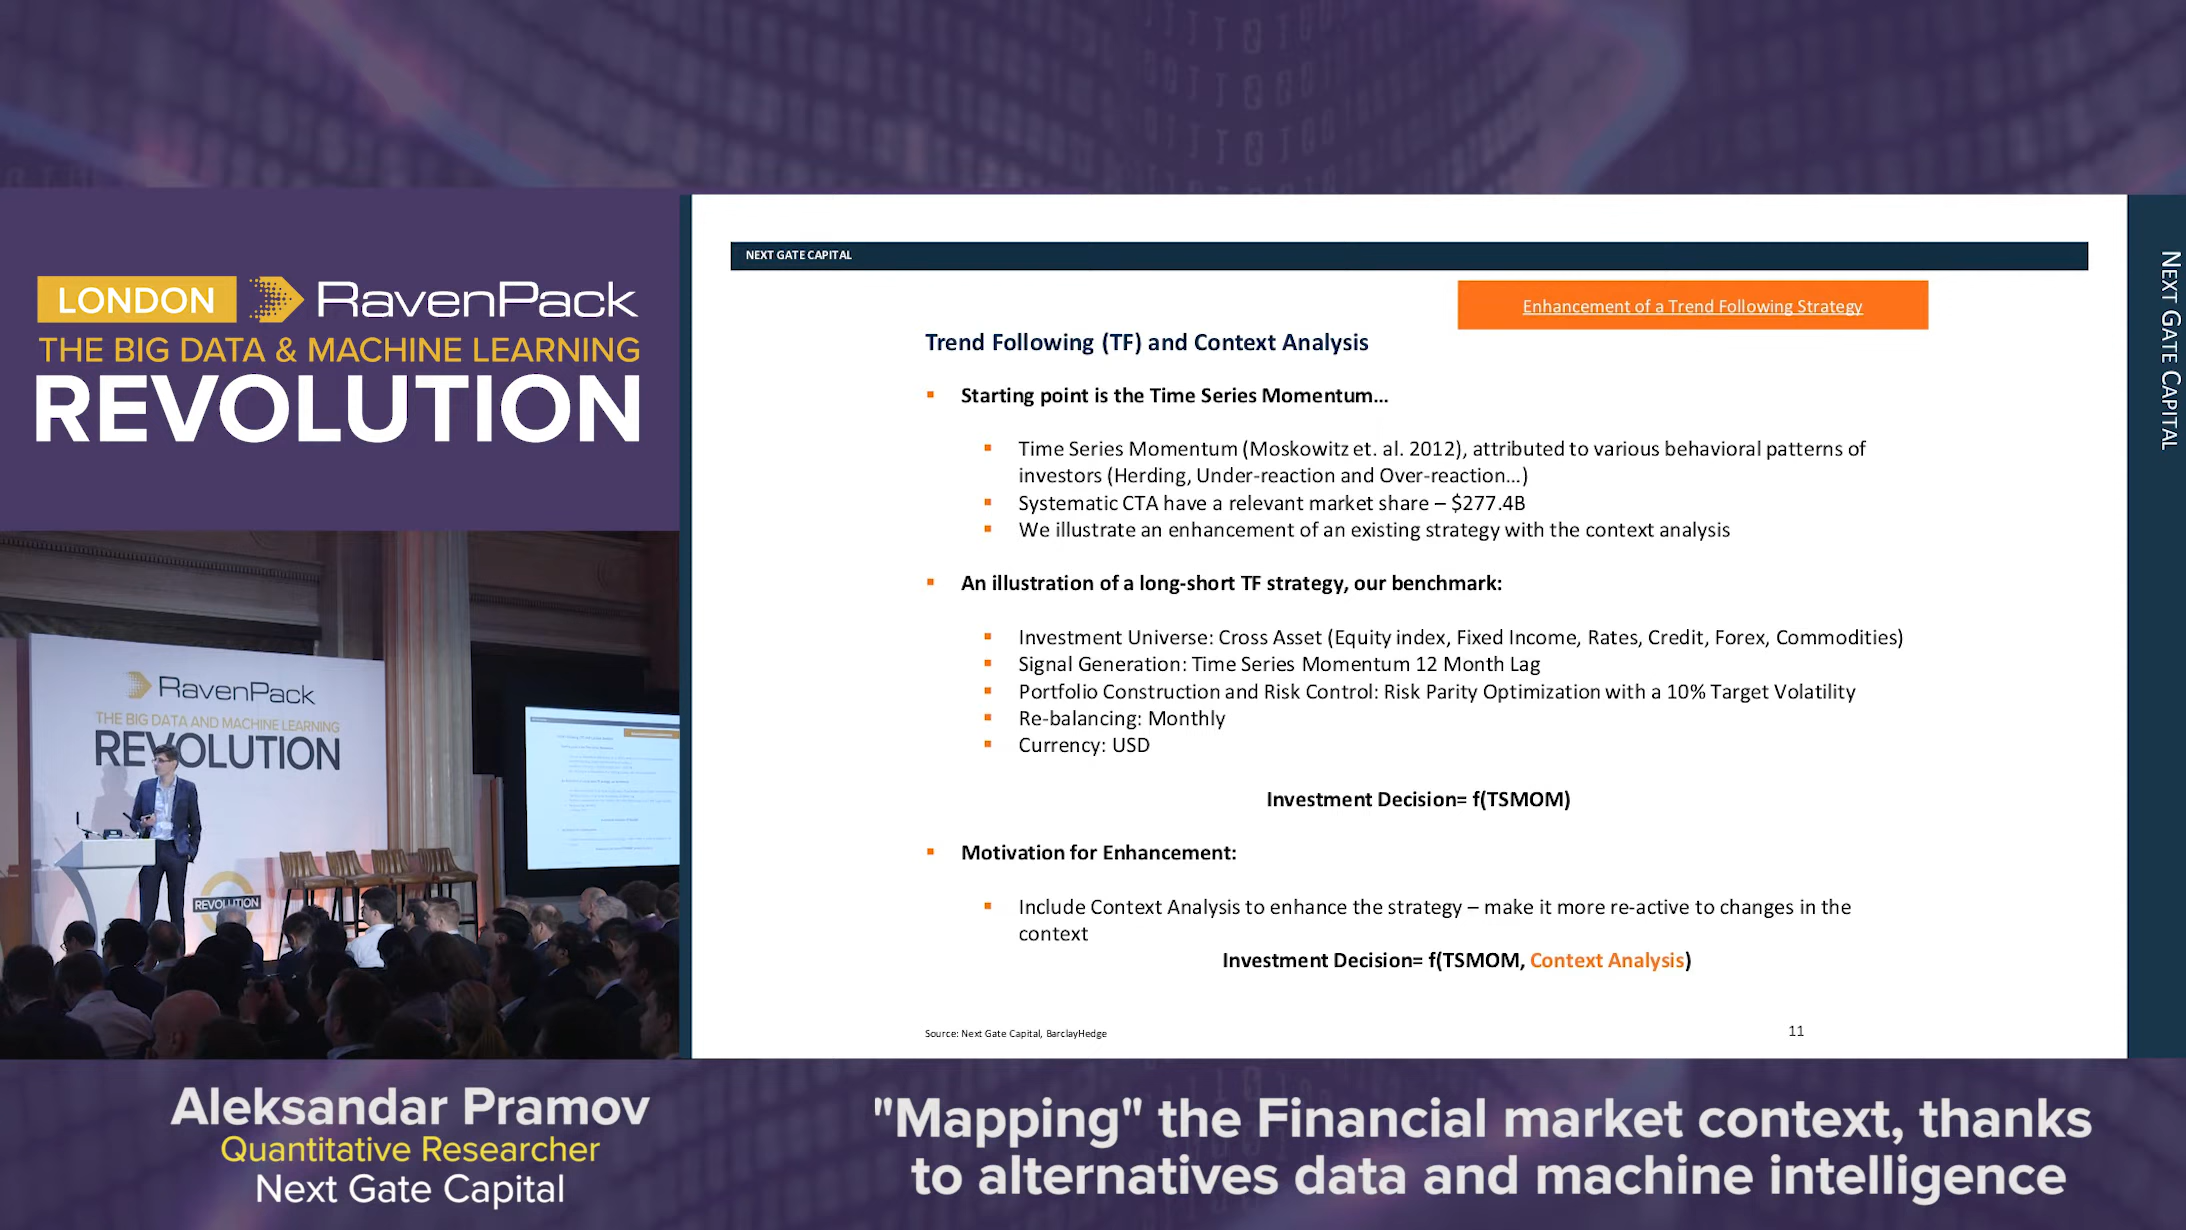 LONDON RavenPack
THE BIG DATA & MACHINE LEARNING
REVOLUTION
RavenPack
THE BIG DATA AND MACHINE LEARNING
REVOLUTION
REVOLUTION
NEXT GATE CAPITAL
Enhancement of a Trend Following Strategy
Trend Following (TF) and Context Analysis
▪ Starting point is the Time Series Momentum...
▪ Time Series Momentum (Moskowitz et. al. 2012), attributed to various behavioral patterns of
investors (Herding, Under-reaction and Over-reaction...)
▪ Systematic CTA have a relevant market share – $277.4B
▪ We illustrate an enhancement of an existing strategy with the context analysis
▪ An illustration of a long-short TF strategy, our benchmark:
▪ Investment Universe: Cross Asset (Equity index, Fixed Income, Rates, Credit, Forex, Commodities)
▪ Signal Generation: Time Series Momentum 12 Month Lag
▪ Portfolio Construction and Risk Control: Risk Parity Optimization with a 10% Target Volatility
▪ Re-balancing: Monthly
▪ Currency: USD
Investment Decision= f(TSMOM)
▪ Motivation for Enhancement:
▪ Include Context Analysis to enhance the strategy – make it more re-active to changes in the
context
Investment Decision= f(TSMOM, Context Analysis)
Source: Next Gate Capital, BarclayHedge
11
NEXT GATE CAPITAL
Aleksandar Pramov
Quantitative Researcher
Next Gate Capital
"Mapping" the Financial market context, thanks
to alternatives data and machine intelligence